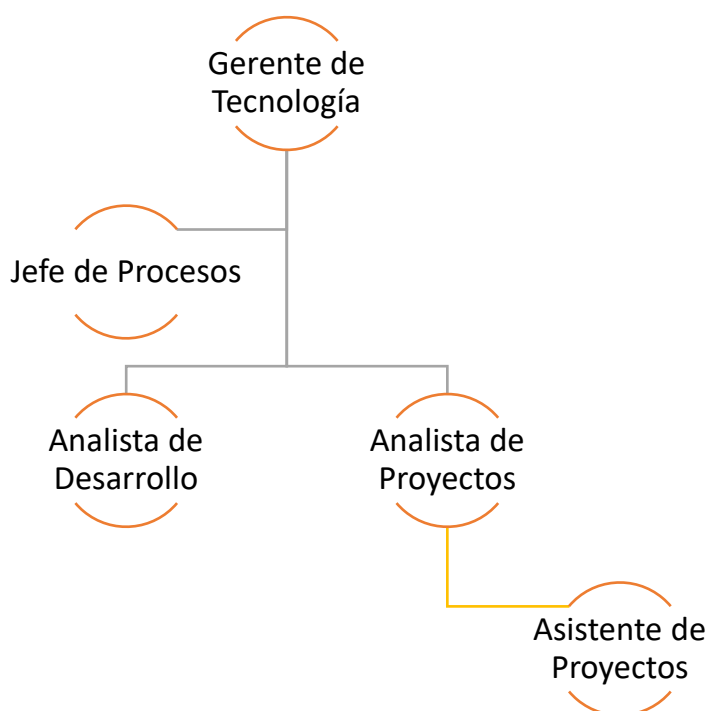 Gerente de
Tecnología
Jefe de Procesos
Analista de
Desarrollo
Analista de
Proyectos
Asistente de
Proyectos